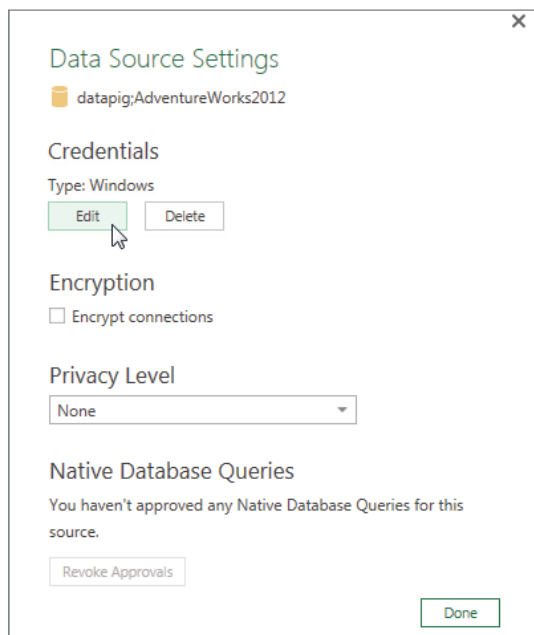 Data Source Settings
datapig;AdventureWorks2012
Credentials
Type: Windows
Edit
Delete
Encryption
Encrypt connections
Privacy Level
None
Native Database Queries
You haven't approved any Native Database Queries for this
source.
Revoke Approvals
Done